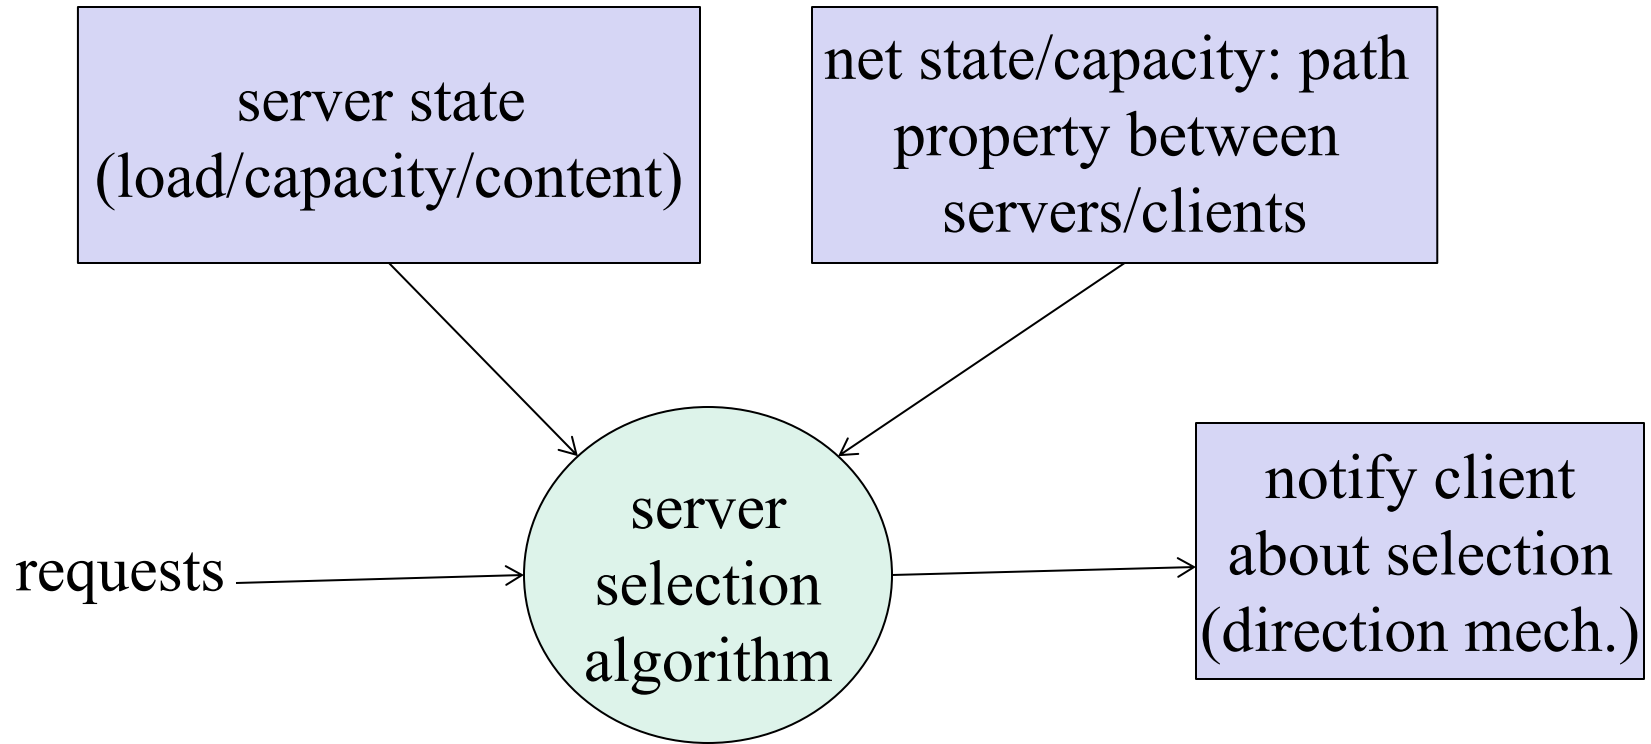 server state
(load/capacity/content)
net state/capacity: path
property between
servers/clients
requests
server
selection
algorithm
notify client
about selection
(direction mech.)